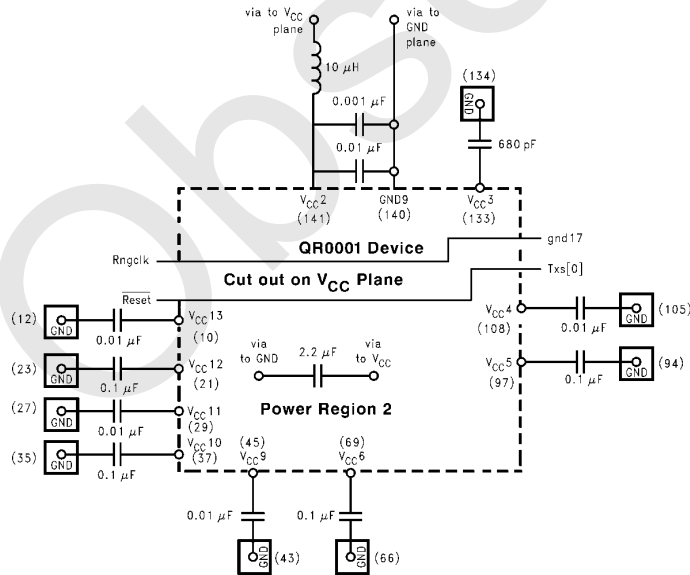 via to VCC
plane
via to
GND
plane
10 μH
(134)
GND
0.001 μF
0.01 μF
680 pF
VCC2
(141)
GND9
(140)
VCC3
(133)
QR0001 Device
gnd17
Rngclk
Cut out on VCC Plane
Txs[0]
Reset
(12)
GND
0.01 μF
VCC13
(10)
VCC4
(108)
0.01 μF
GND
(105)
(23)
GND
0.1 μF
VCC12
(21)
via
to GND
2.2 μF
via
to VCC
VCC5
(97)
0.1 μF
GND
(94)
(27)
GND
0.01 μF
VCC11
(29)
Power Region 2
(35)
GND
0.1 μF
VCC10
(37)
(45)
VCC9
(69)
VCC6
0.01 μF
0.1 μF
GND
(43)
GND
(66)
Obs